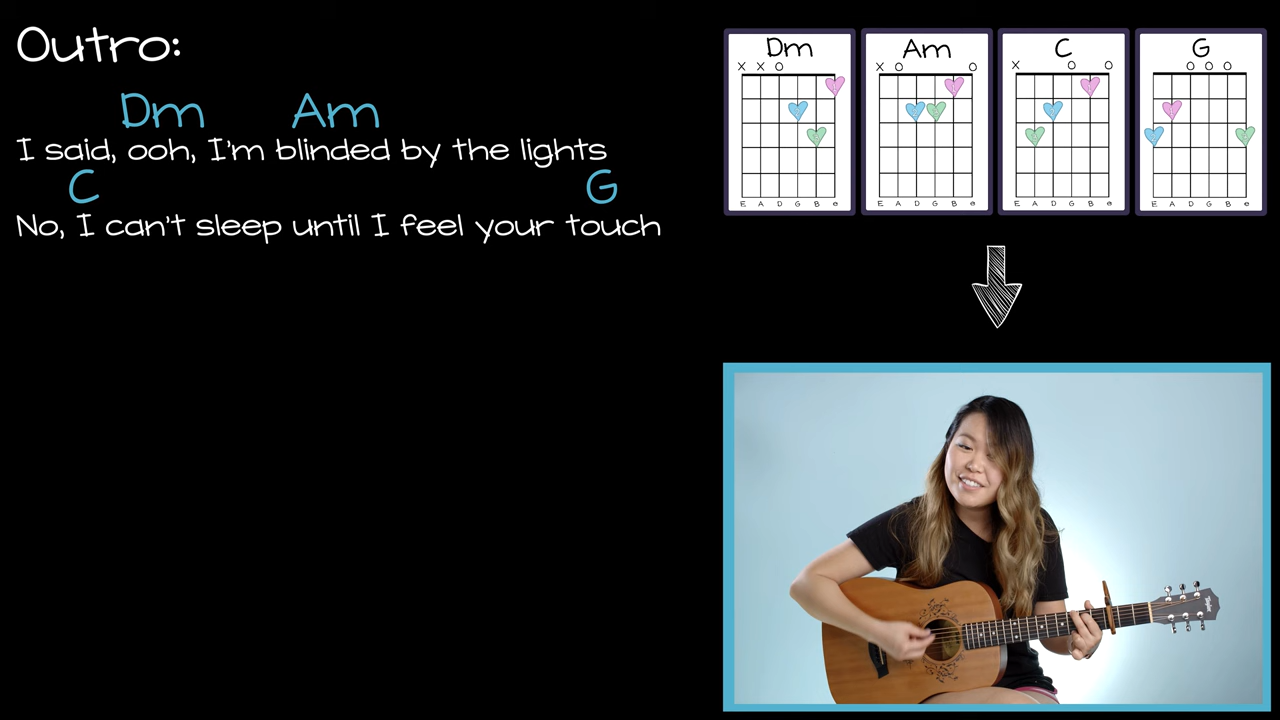 Outro:
Dm Am
I said, ooh, I'm blinded by the lights
C G
No, I can't sleep until I feel your touch
Dm Am C G
X X O X O O X O O O O O
E A D G B e E A D G B e E A D G B e E A D G B e